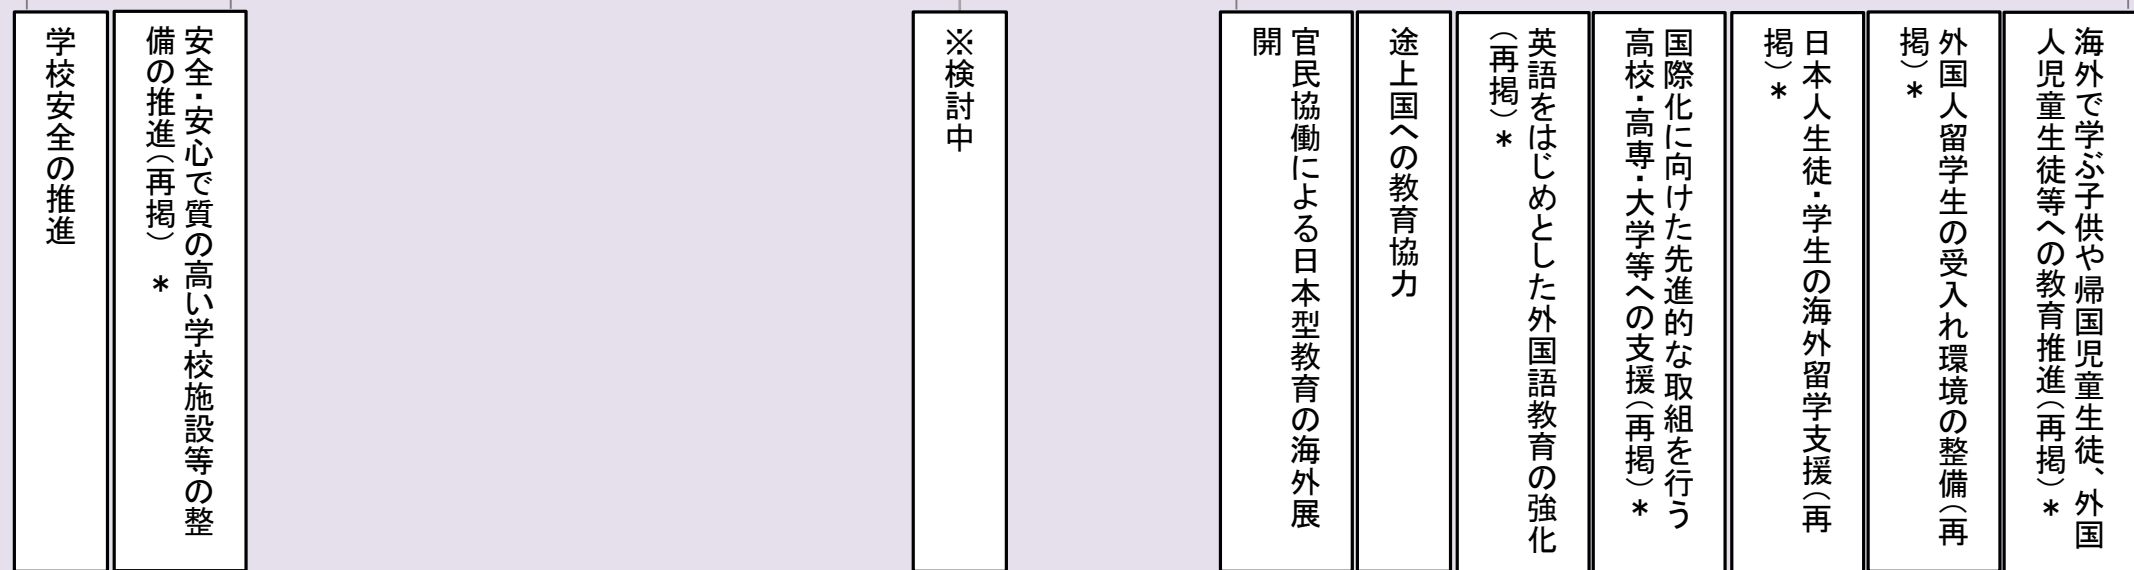 海外で学ぶ子供や帰国児童生徒、外国
人児童生徒等への教育推進（再掲）＊
外国人留学生の受入れ環境の整備（再
掲）＊
日本人生徒・学生の海外留学支援（再
掲）＊
国際化に向けた先進的な取組を行う
高校・高専・大学等への支援（再掲）＊
英語をはじめとした外国語教育の強化
（再掲）＊
途上国への教育協力
官民協働による日本型教育の海外展
開
※検討中
安全・安心で質の高い学校施設等の整
備の推進（再掲）　＊
学校安全の推進